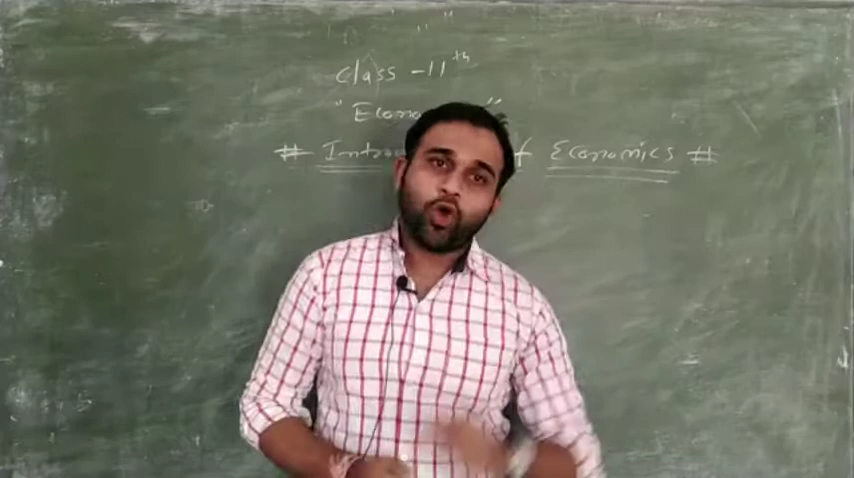 Class -11th
" Econo "
# Intro f Economics #